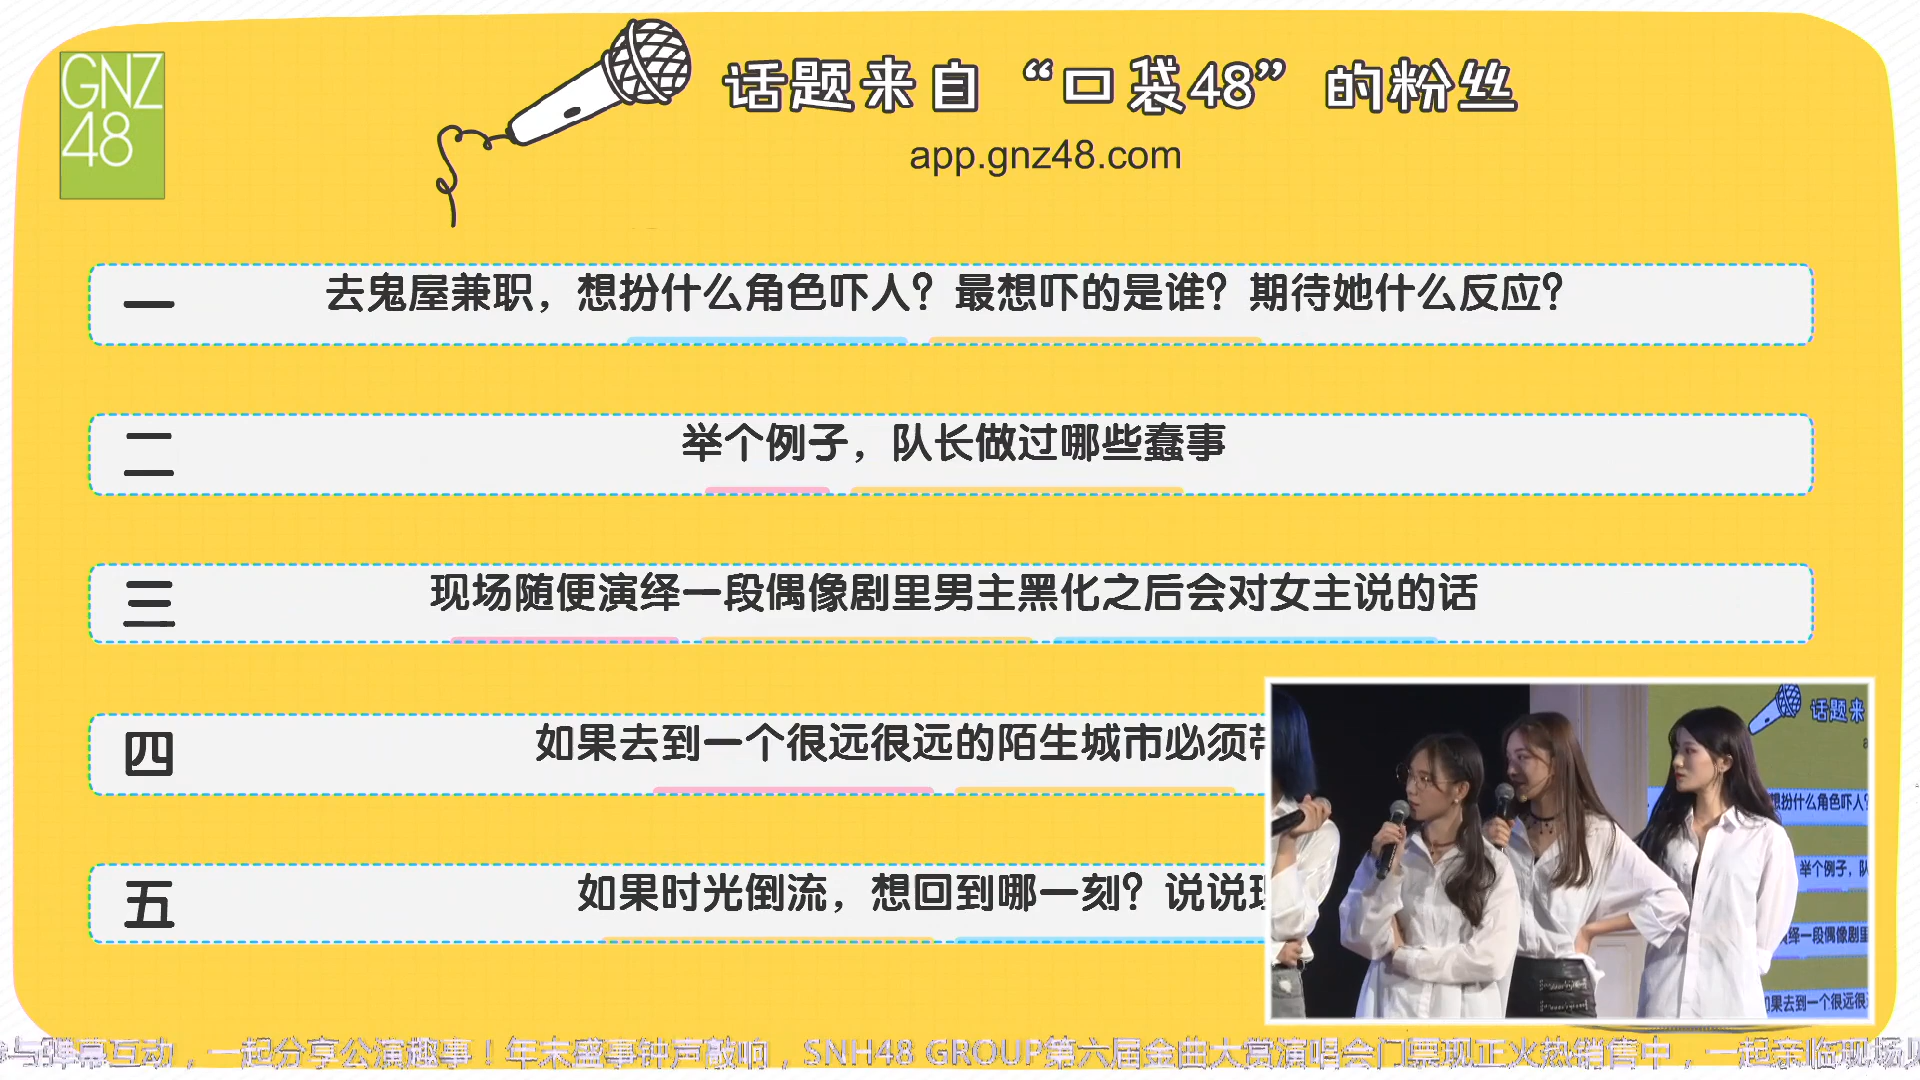 GNZ
48
话题来自“口袋48”的粉丝
app.gnz48.com
一 去鬼屋兼职，想扮什么角色吓人？最想吓的是谁？期待她什么反应？
二 举个例子，队长做过哪些蠢事
三 现场随便演绎一段偶像剧里男主黑化之后会对女主说的话
四 如果去到一个很远很远的陌生城市必须带
五 如果时光倒流，想回到哪一刻？说说理
话题来
想扮什么角色吓人？
举个例子，队
绎一段偶像剧里
如果去到一个很远很远
与弹幕互动，一起分享公演趣事！年末盛事钟声敲响，SNH48 GROUP第六届金曲大赏演唱会门票现正火热销售中，一起亲临现场见